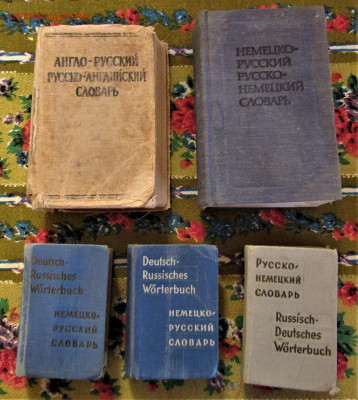 АНГЛО-РУССКИЙ
РУССКО-АНГЛИЙСКИЙ
СЛОВАРЬ
НЕМЕЦКО-
РУССКИЙ
РУССКО-
НЕМЕЦКИЙ
СЛОВАРЬ
Deutsch-
Russisches
Wörterbuch
НЕМЕЦКО-
РУССКИЙ
СЛОВАРЬ
Deutsch-
Russisches
Wörterbuch
НЕМЕЦКО-
РУССКИЙ
СЛОВАРЬ
РУССКО-
НЕМЕЦКИЙ
СЛОВАРЬ
Russisch-
Deutsches
Wörterbuch